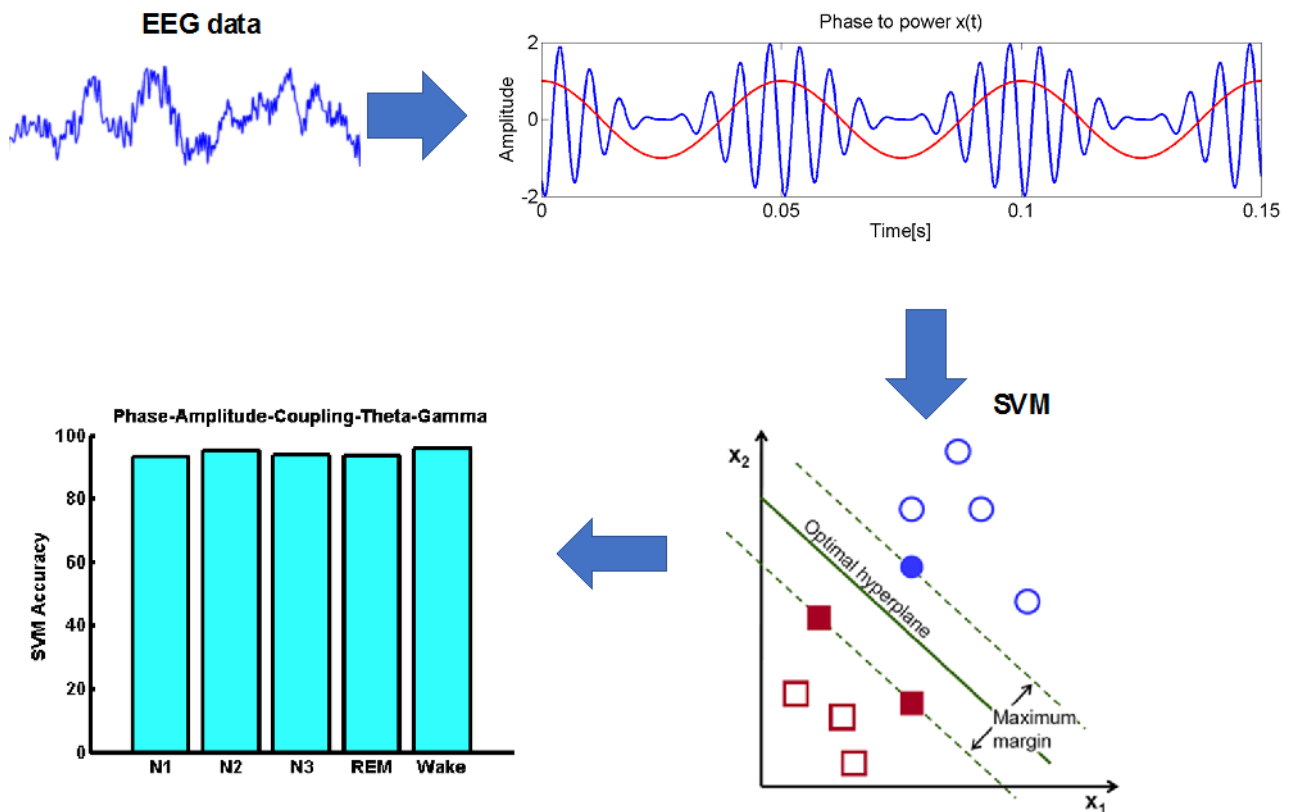 EEG data
Phase to power x(t)
2
0
-2
Amplitude
0
0.05
0.1
0.15
Time[s]
SVM
Phase-Amplitude-Coupling-Theta-Gamma
100
80
60
40
20
0
SVM Accuracy
N1
N2
N3
REM
Wake
X2
Optimal hyperplane
Maximum
margin
X1